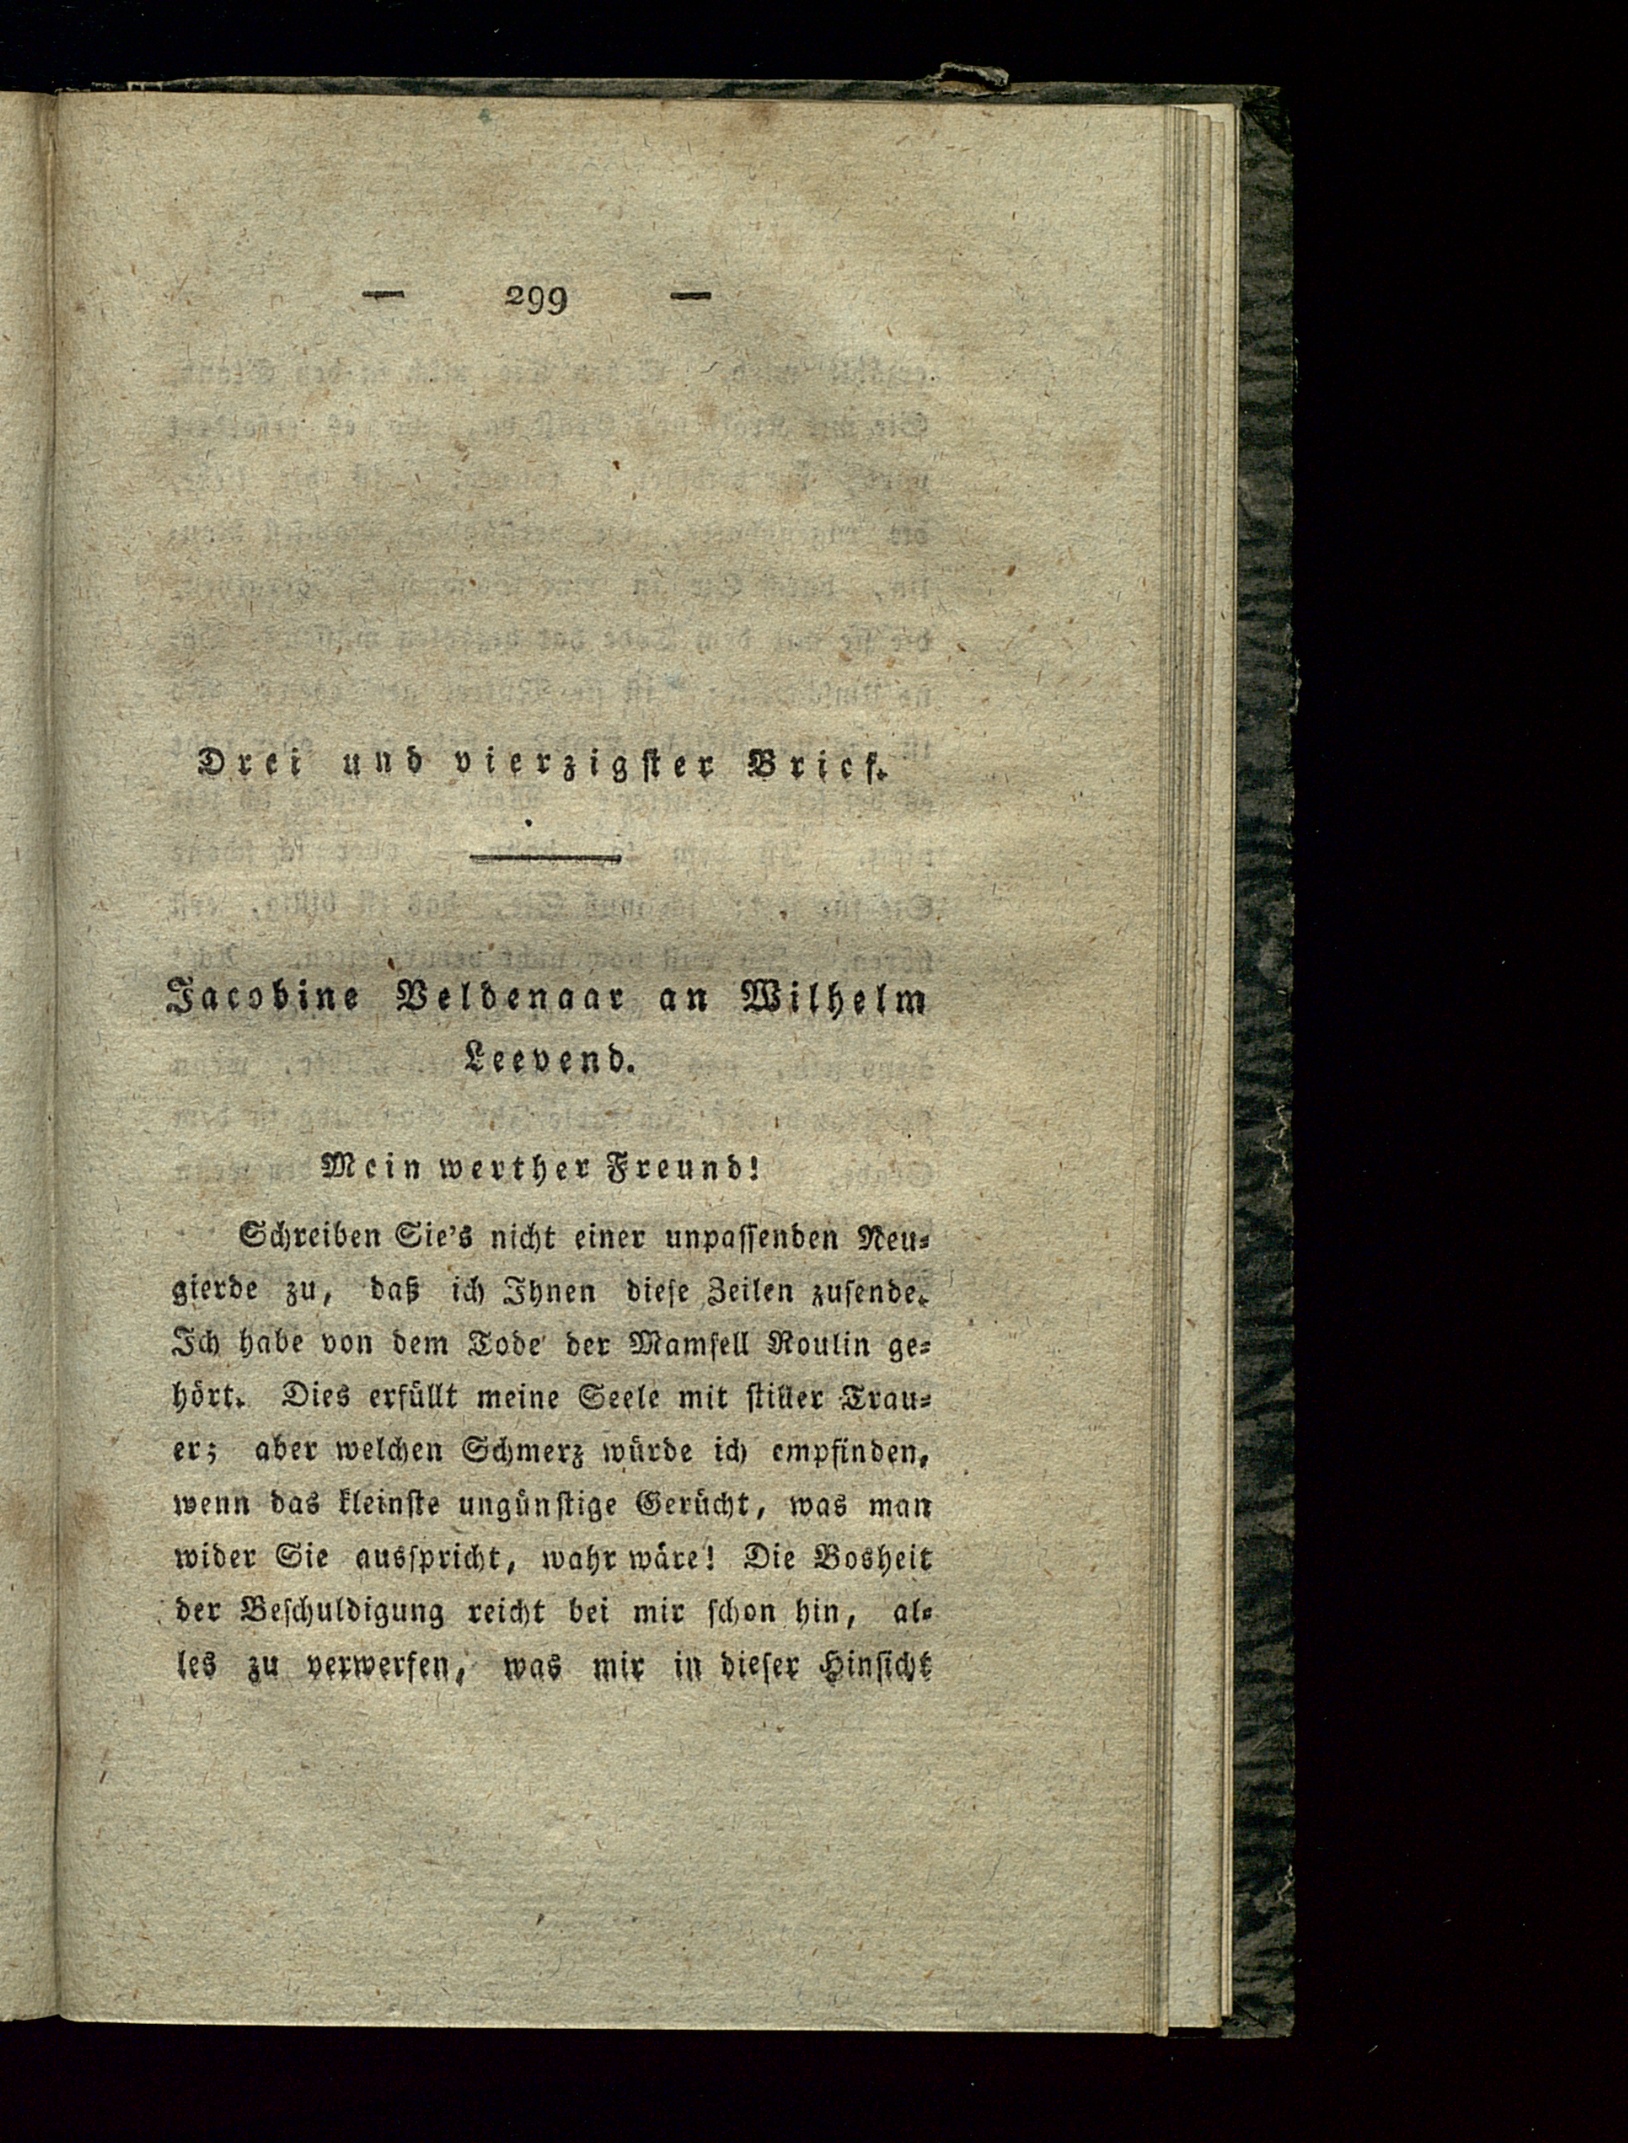 — 299 —
Drei und vierzigster Brief.
Jacobine Veldenaar an Wilhelm
Leevend.
Mein werther Freund!
Schreiben Sie's nicht einer unpassenden Neu-
gierde zu, daß ich Ihnen diese Zeilen zusende.
Ich habe von dem Tode der Mamsell Roulin ge-
hört. Dies erfüllt meine Seele mit stiller Trau-
er; aber welchen Schmerz würde ich empfinden,
wenn das kleinste ungünstige Gerücht, was man
wider Sie ausspricht, wahr wäre! Die Bosheit
der Beschuldigung reicht bei mir schon hin, al-
les zu verwerfen, was mir in dieser Hinsicht